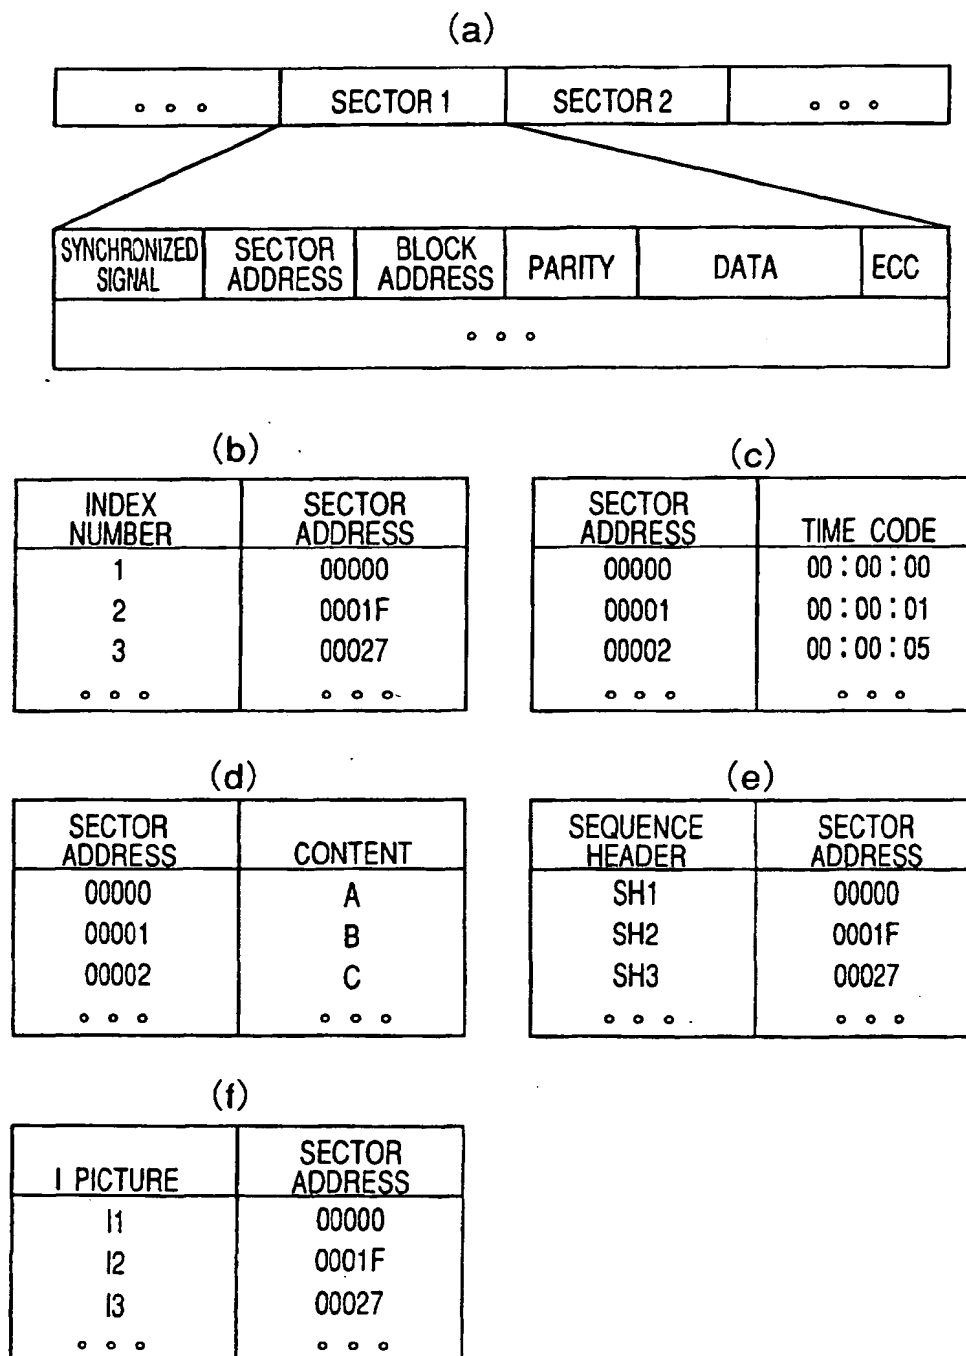 (a)
SECTOR 1 SECTOR 2
SYNCHRONIZED SIGNAL SECTOR ADDRESS BLOCK ADDRESS PARITY DATA ECC
(b)
INDEX NUMBER SECTOR ADDRESS
1 00000
2 0001F
3 00027
(c)
SECTOR ADDRESS TIME CODE
00000 00:00:00
00001 00:00:01
00002 00:00:05
(d)
SECTOR ADDRESS CONTENT
00000 A
00001 B
00002 C
(e)
SEQUENCE HEADER SECTOR ADDRESS
SH1 00000
SH2 0001F
SH3 00027
(f)
I PICTURE SECTOR ADDRESS
I1 00000
I2 0001F
I3 00027